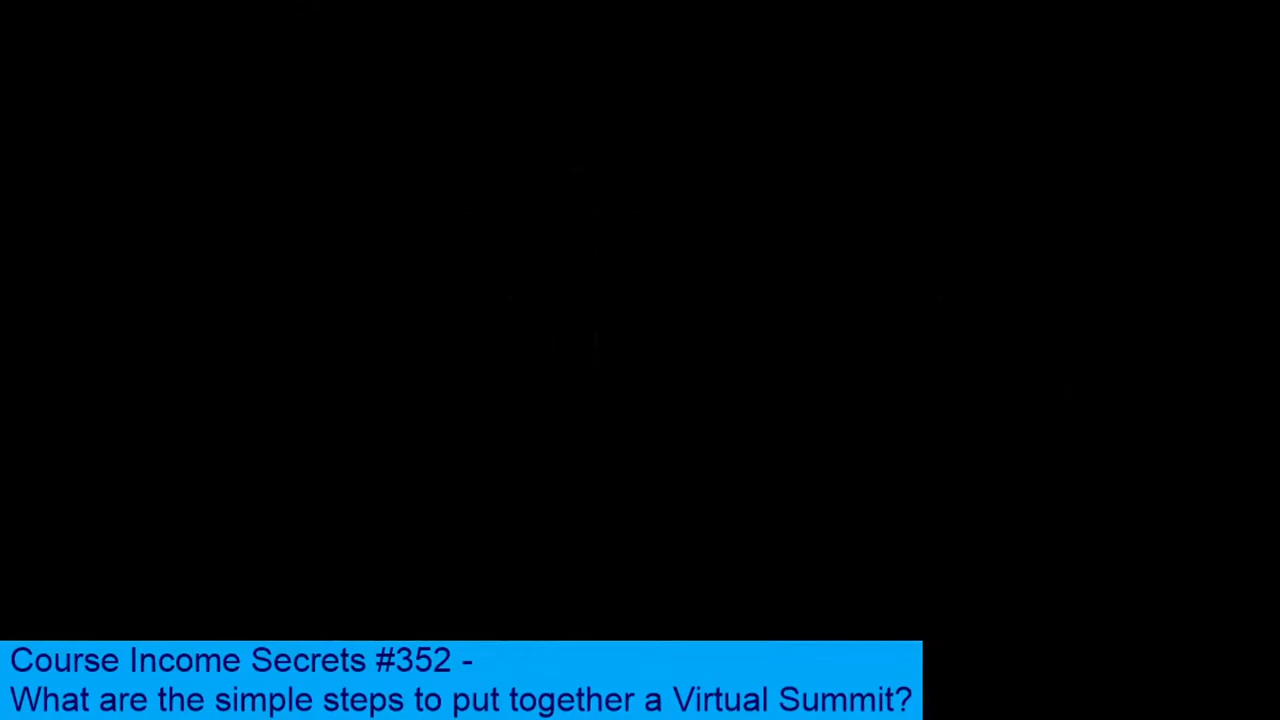 Course Income Secrets #352 -
What are the simple steps to put together a Virtual Summit?